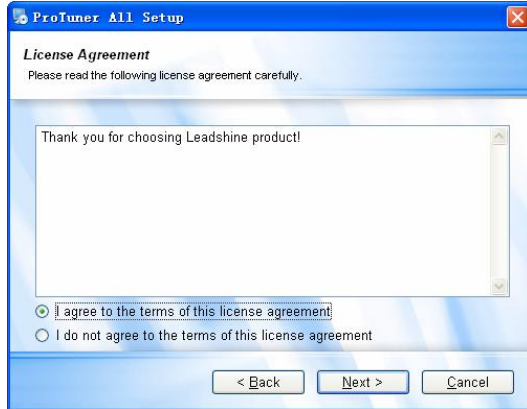 ProTuner All Setup
License Agreement
Please read the following license agreement carefully.
Thank you for choosing Leadshine product!
I agree to the terms of this license agreement
I do not agree to the terms of this license agreement
< Back
Next >
Cancel